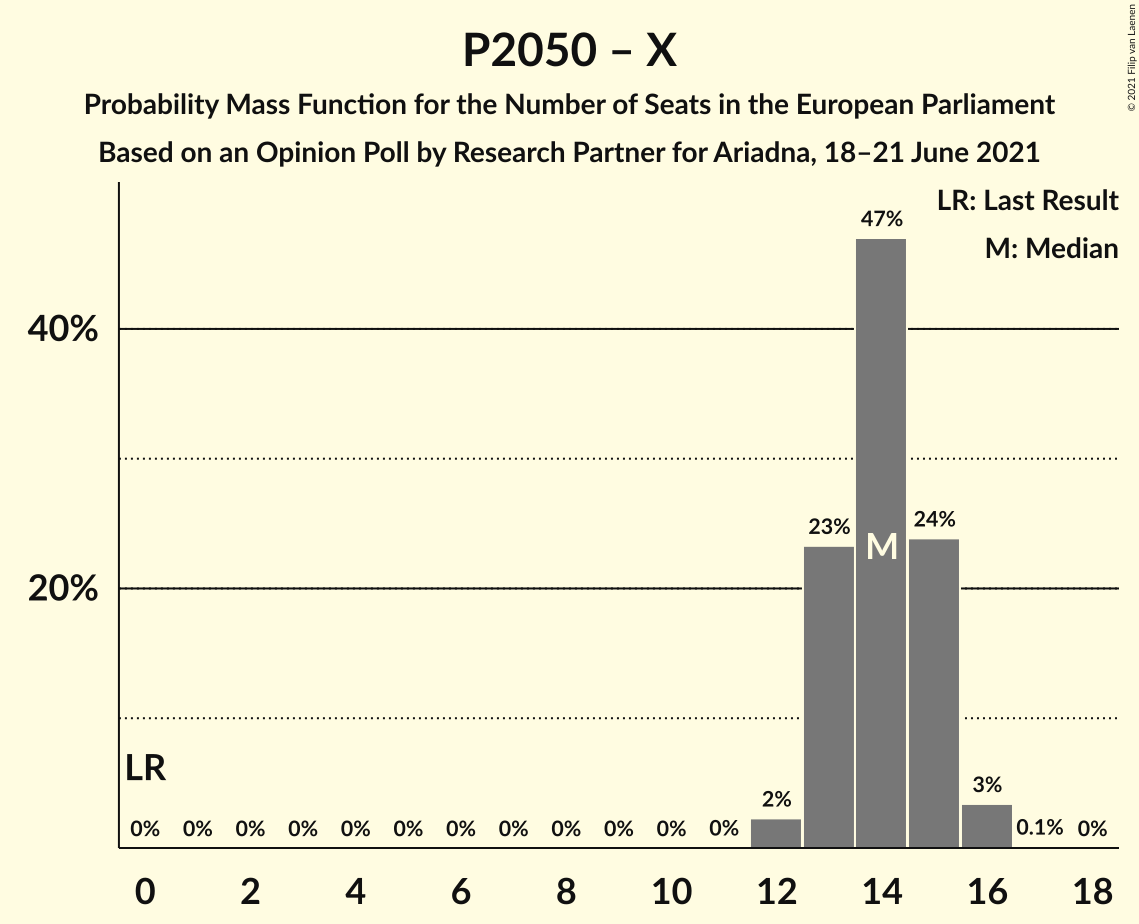 P2050 – X
Probability Mass Function for the Number of Seats in the European Parliament
Based on an Opinion Poll by Research Partner for Ariadna, 18–21 June 2021
© 2021 Filip van Laenen
LR: Last Result
M: Median
47%
40%
24%
23%
M
20%
LR
3%
2%
0% 0% 0% 0% 0% 0% 0% 0% 0% 0% 0% 0% 0.1% 0%
0 2 4 6 8 10 12 14 16 18